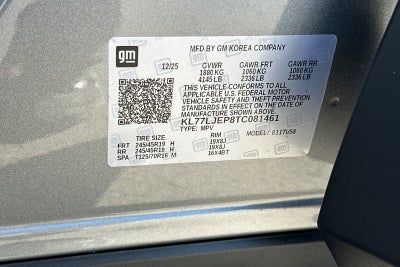 gm
MFD BY GM KOREA COMPANY
12/25 GVWR GAWR FRT GAWR RR
1880 KG 1060 KG 1060 KG
4145 LB 2336 LB 2336 LB
THIS VEHICLE CONFORMS TO ALL
APPLICABLE U.S. FEDERAL MOTOR
VEHICLE SAFETY AND THEFT PREVENTION
STANDARDS IN EFFECT ON THE DATE OF
MANUFACTURE SHOWN ABOVE.
KL77LJEP8TC081461
TYPE: MPV MODEL: 811TU58
TIRE SIZE RIM
FRT 245/45R19 H 19X8J
RR 245/45R19 H 19X8J
SPA T125/70R16 M 16X4BT